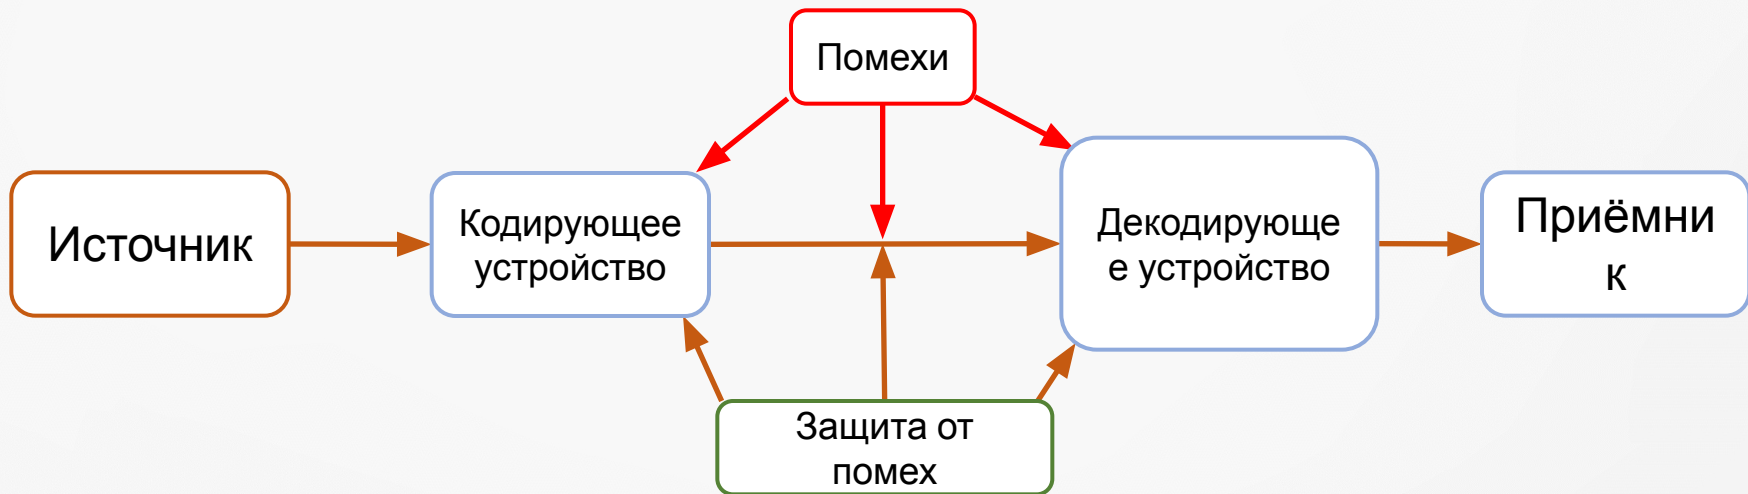 Помехи
Источник
Кодирующее
устройство
Декодирующе
е устройство
Приёмни
к
Защита от
помех